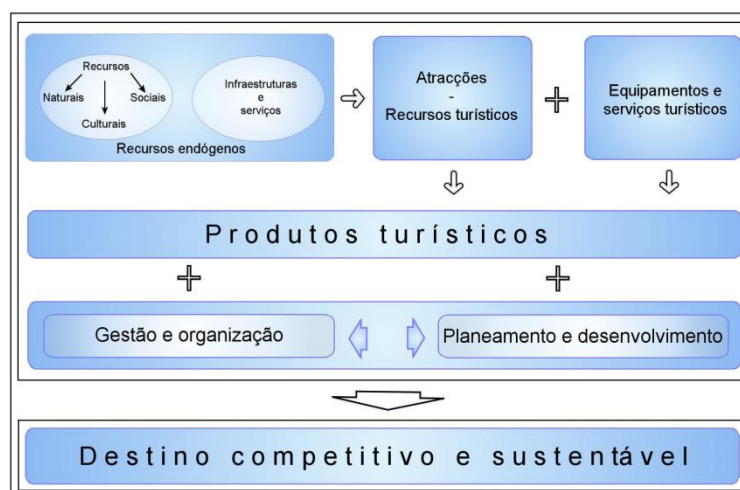 Recursos
Naturais
Sociais
Culturais
Infraestruturas
e
serviços
Recursos endógenos
Atracções
-
Recursos turísticos
Equipamentos e
serviços turísticos
Produtos turísticos
Gestão e organização
Planeamento e desenvolvimento
Destino competitivo e sustentável